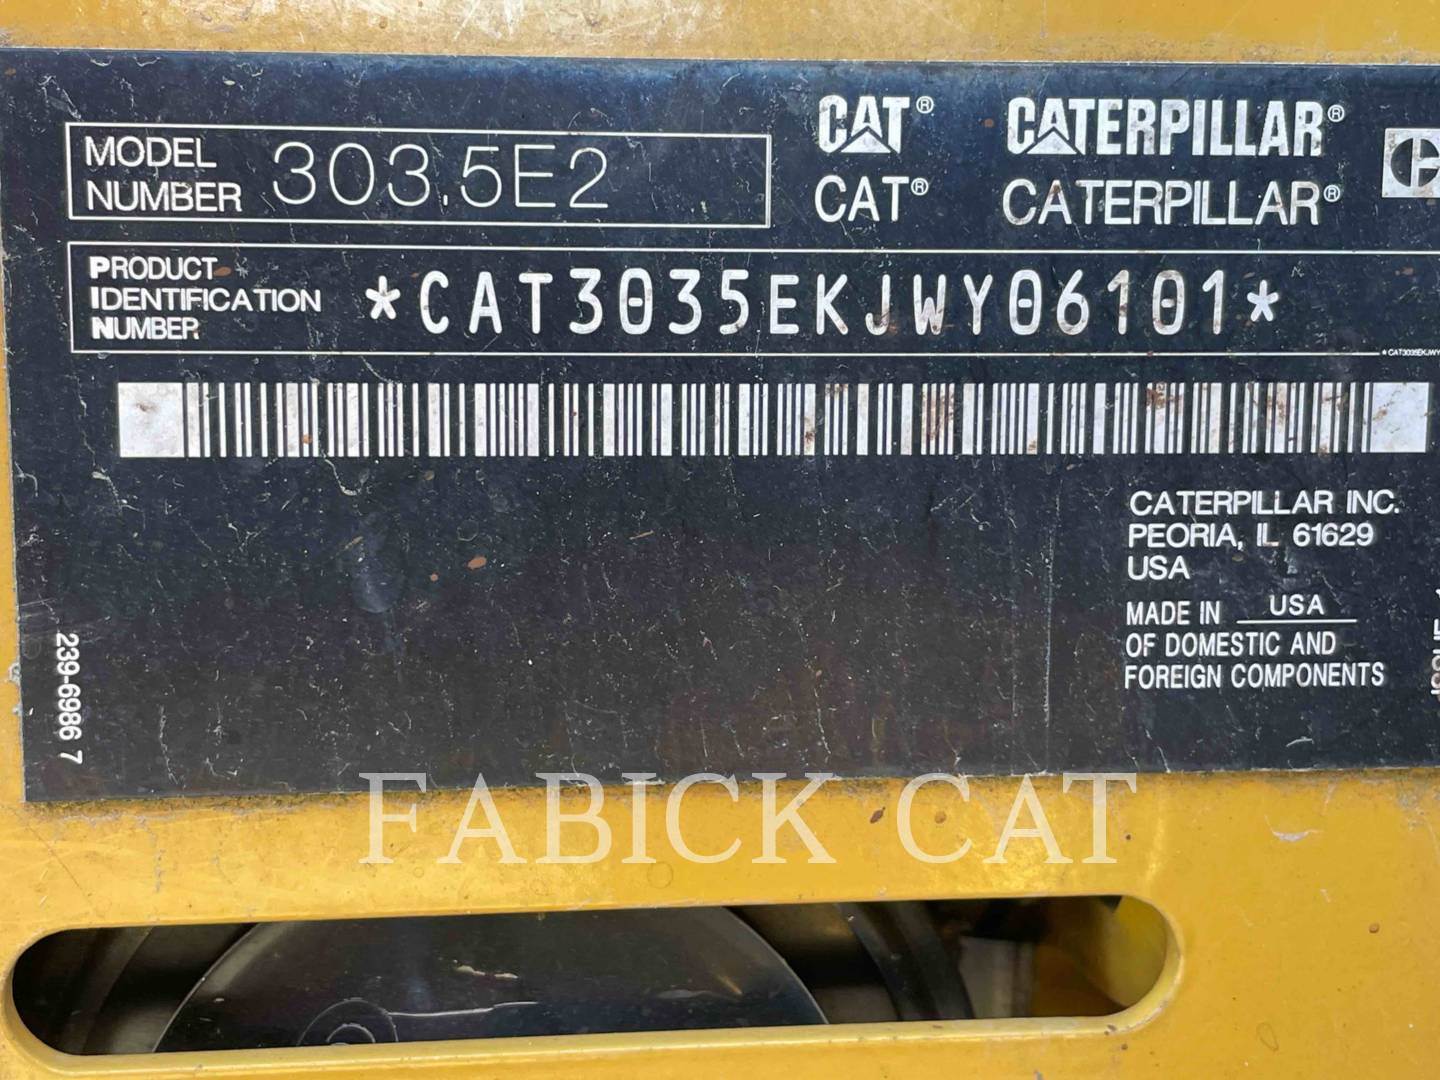 CAT® CATERPILLAR®
MODEL NUMBER 303.5E2
CAT® CATERPILLAR®
PRODUCT IDENTIFICATION NUMBER *CAT3035EKJWY06101*
*CAT3035EKJWY
CATERPILLAR INC.
PEORIA, IL 61629
USA
MADE IN USA
OF DOMESTIC AND
FOREIGN COMPONENTS
239-6986 7
FABICK CAT